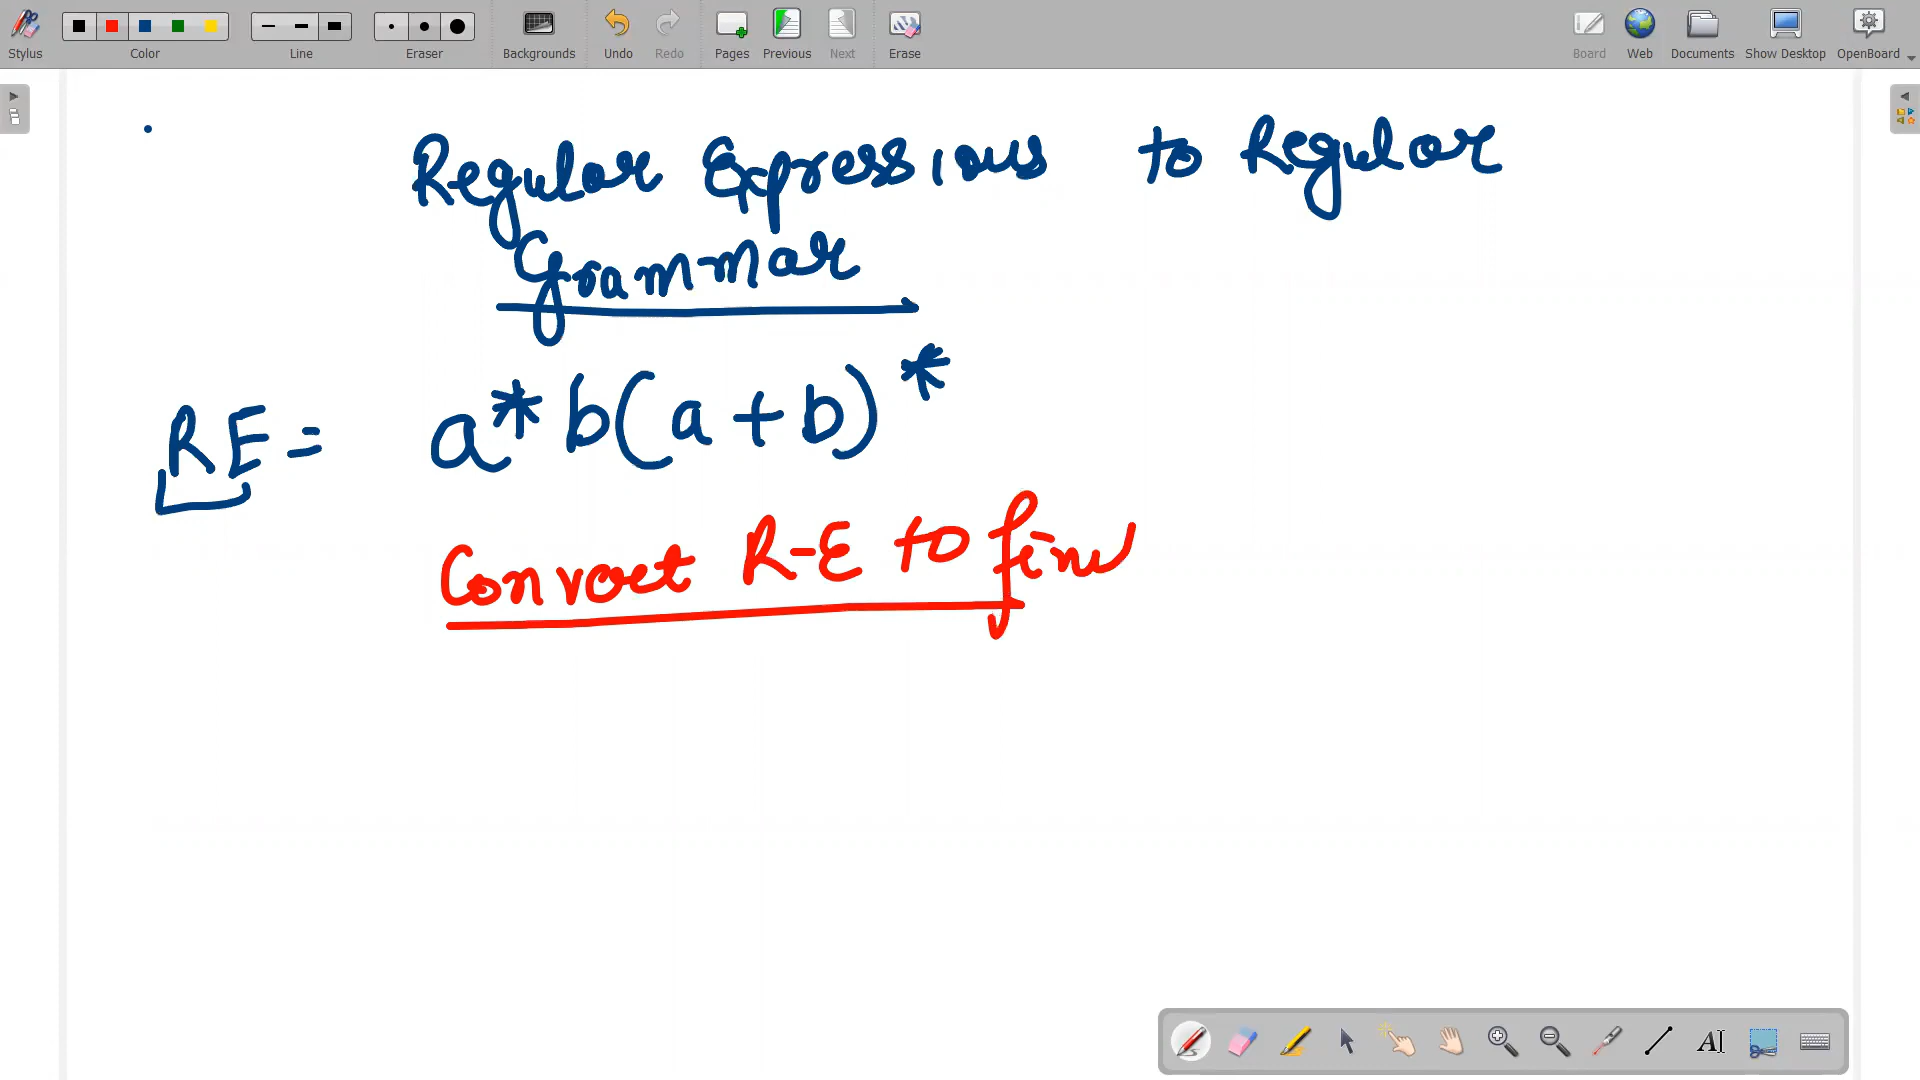 Stylus Color Line Eraser Backgrounds Undo Redo Pages Previous Next Erase Board Web Documents Show Desktop OpenBoard
Regular Expressions to Regular
Grammar
RE = a*b(a+b)*
Convert R-E to fini